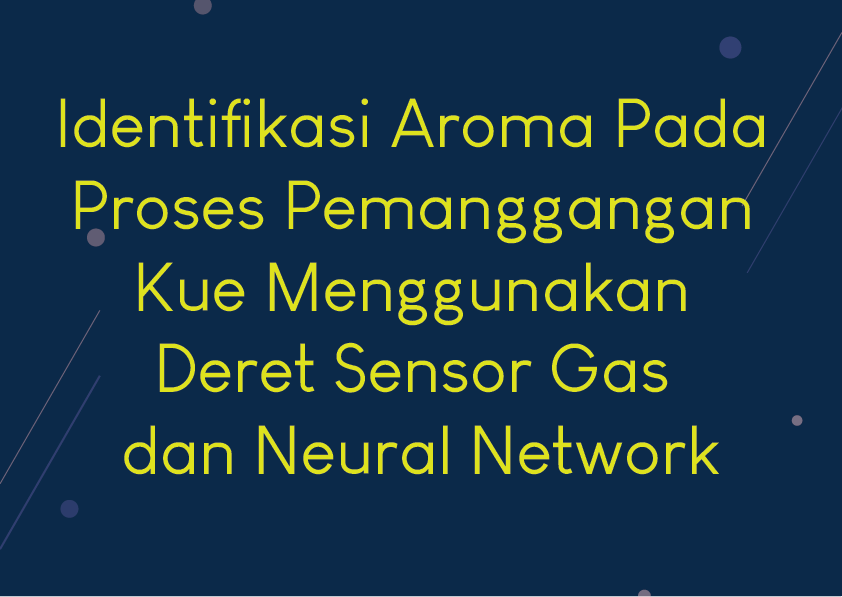 Identifikasi Aroma Pada
Proses Pemanggangan
Kue Menggunakan
Deret Sensor Gas
dan Neural Network